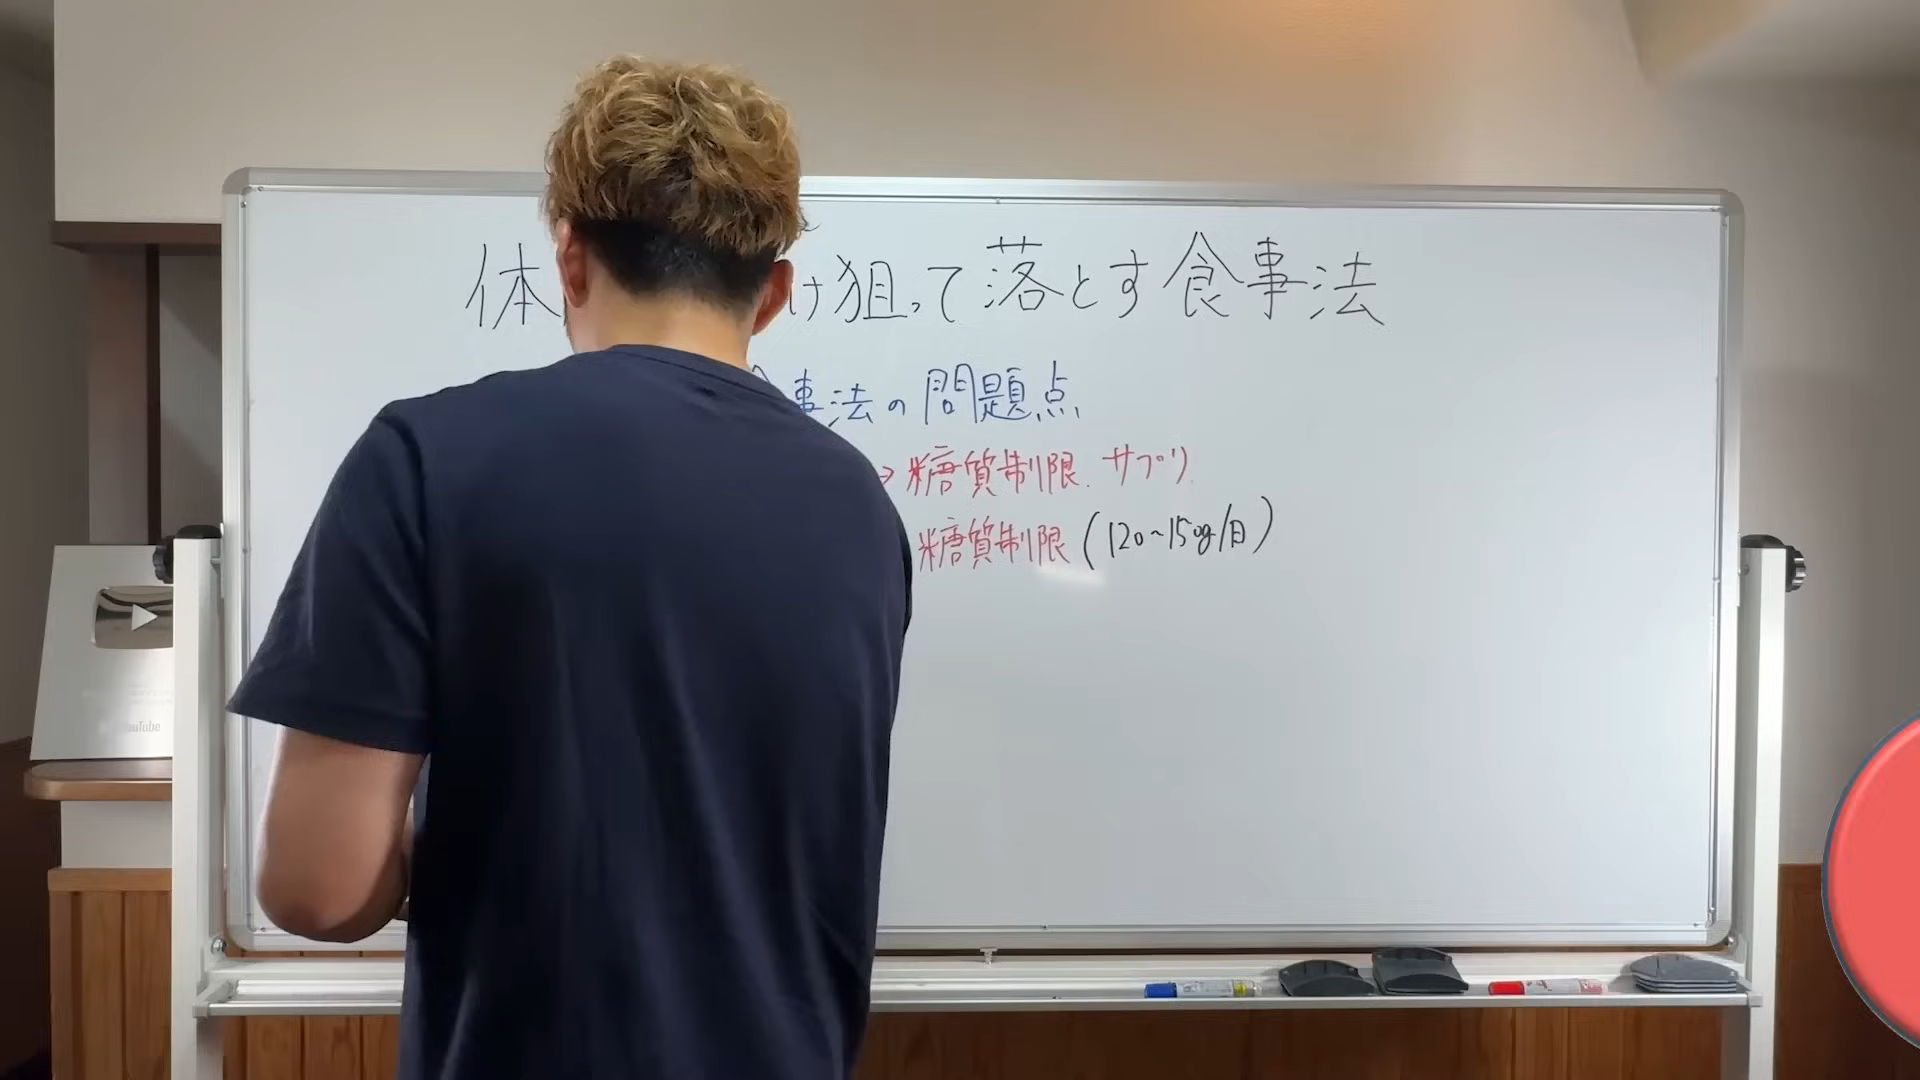 体 け狙って落とす食事法
事法の問題点
→糖質制限.サプリ
糖質制限(120~150g/日)
YouTube